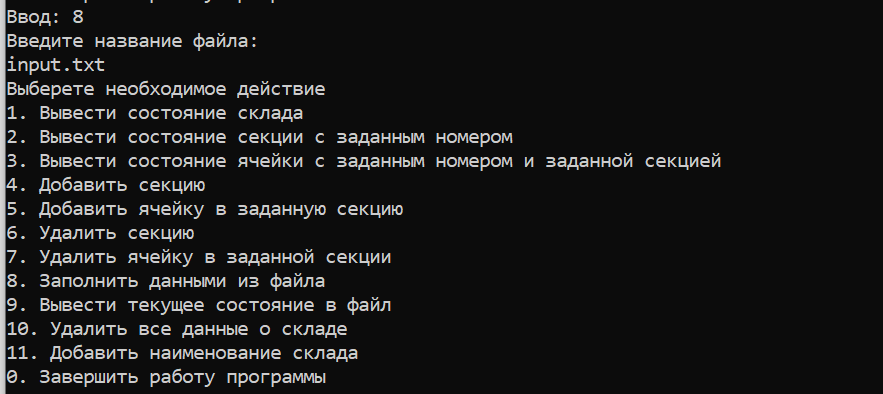 Ввод: 8
Введите название файла:
input.txt
Выберете необходимое действие
1. Вывести состояние склада
2. Вывести состояние секции с заданным номером
3. Вывести состояние ячейки с заданным номером и заданной секцией
4. Добавить секцию
5. Добавить ячейку в заданную секцию
6. Удалить секцию
7. Удалить ячейку в заданной секции
8. Заполнить данными из файла
9. Вывести текущее состояние в файл
10. Удалить все данные о складе
11. Добавить наименование склада
0. Завершить работу программы